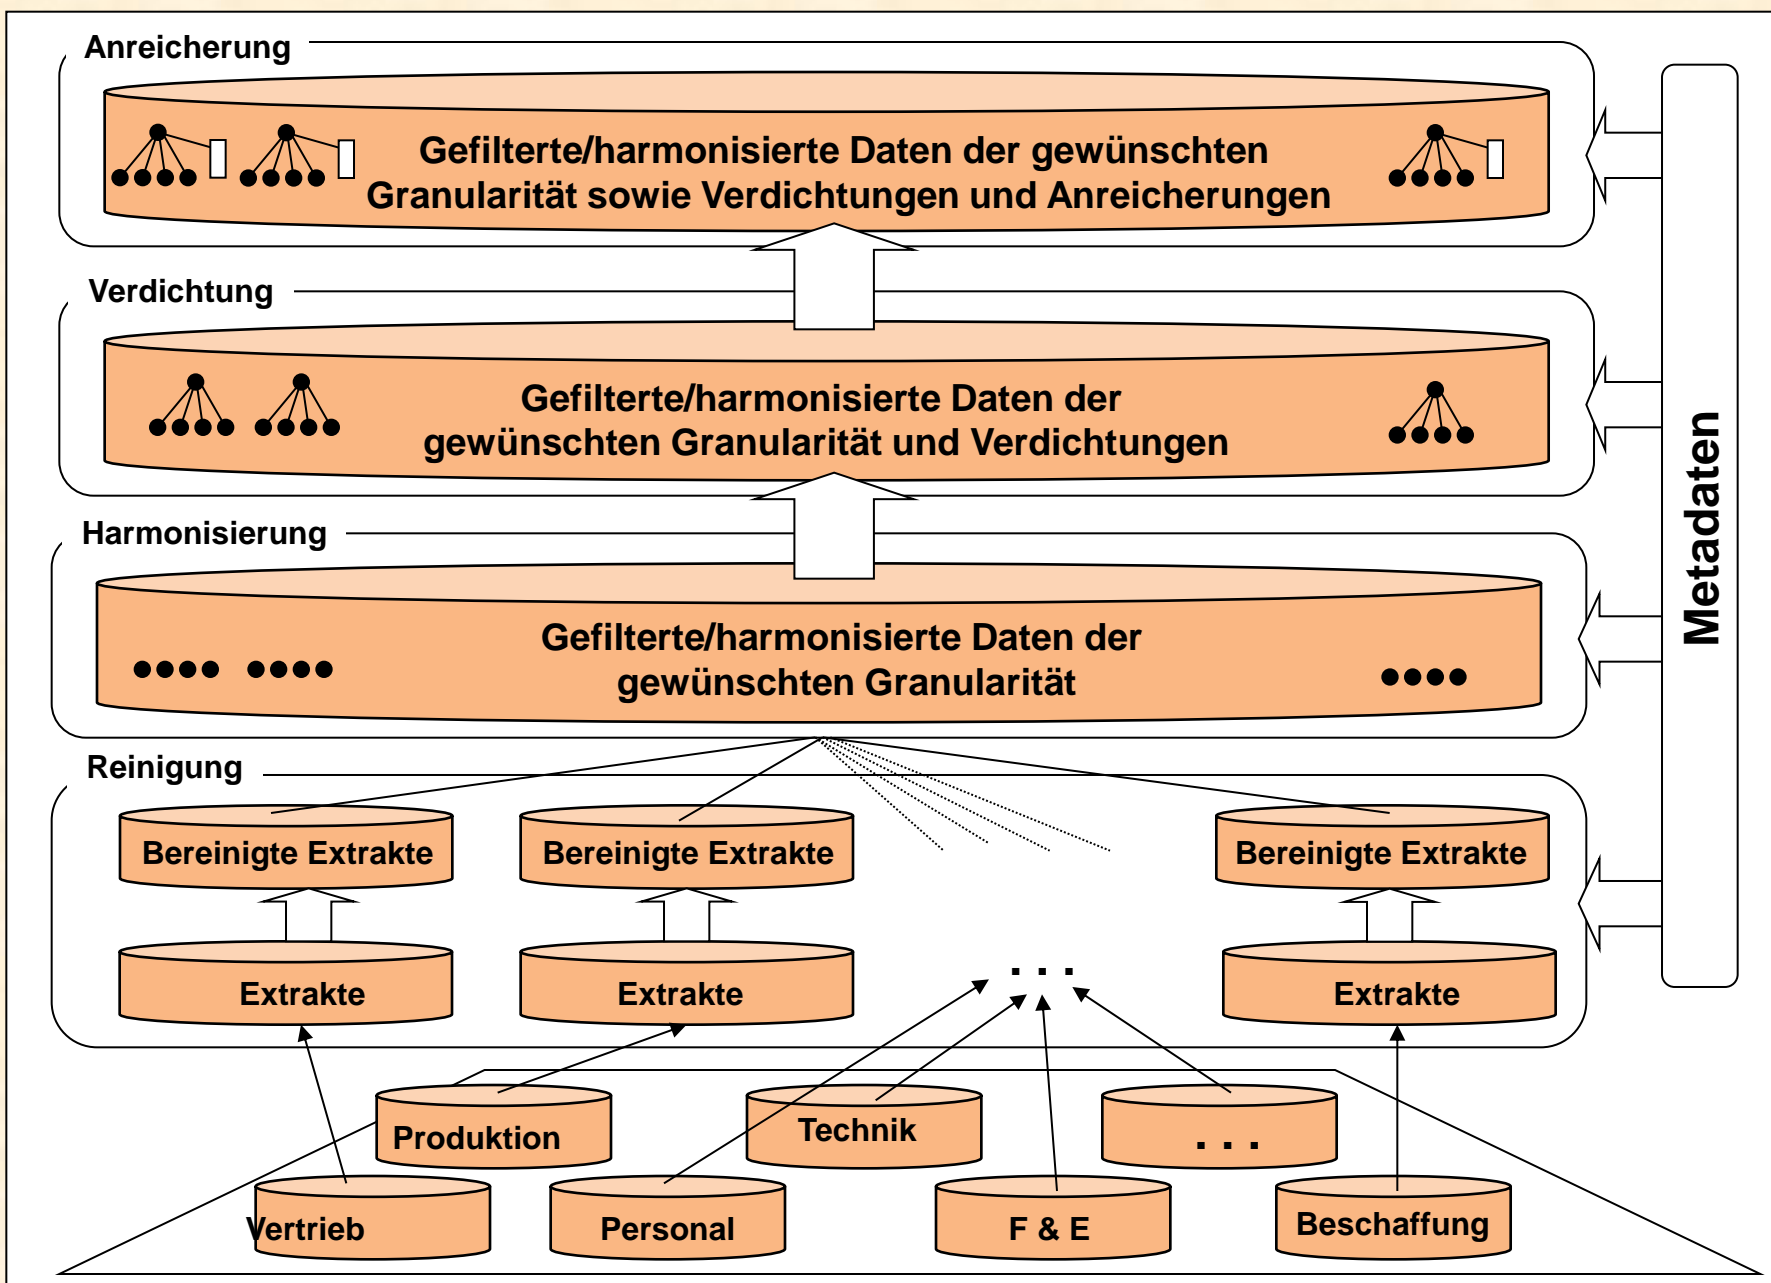 Anreicherung
Gefilterte/harmonisierte Daten der gewünschten
Granularität sowie Verdichtungen und Anreicherungen
Verdichtung
Gefilterte/harmonisierte Daten der
gewünschten Granularität und Verdichtungen
Harmonisierung
Gefilterte/harmonisierte Daten der
gewünschten Granularität
Metadaten
Reinigung
Bereinigte Extrakte
Bereinigte Extrakte
Bereinigte Extrakte
Extrakte
Extrakte
. . .
Extrakte
Produktion
Technik
. . .
Vertrieb
Personal
F & E
Beschaffung